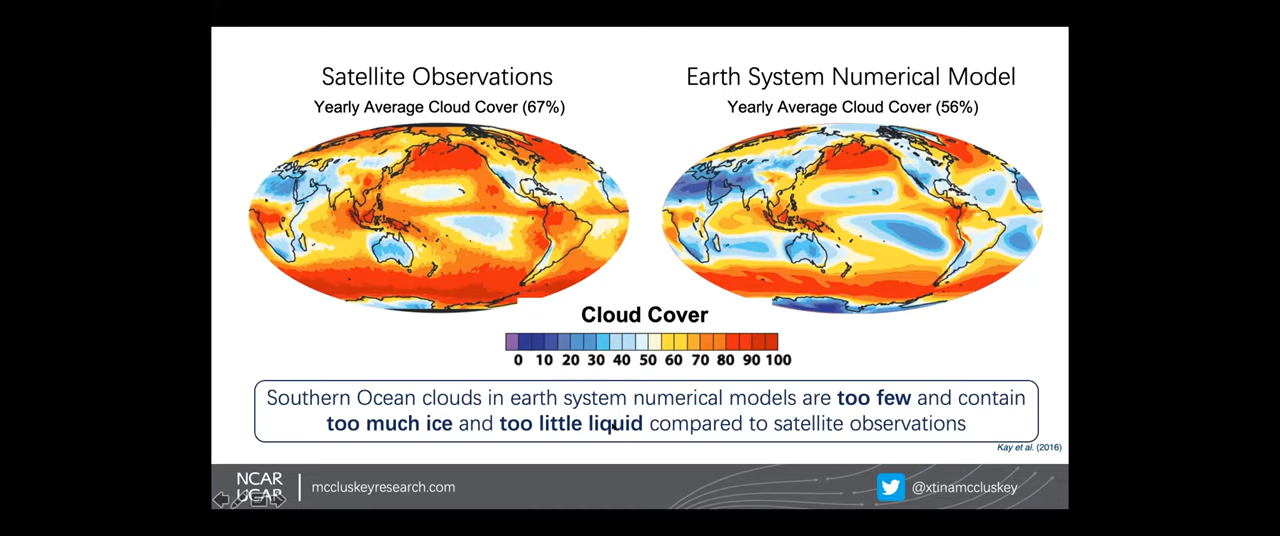 Satellite Observations
Yearly Average Cloud Cover (67%)
Earth System Numerical Model
Yearly Average Cloud Cover (56%)
Cloud Cover
0 10 20 30 40 50 60 70 80 90 100
Southern Ocean clouds in earth system numerical models are too few and contain
too much ice and too little liquid compared to satellite observations
Kay et al. (2016)
NCAR
UCAR
mccluskeyresearch.com
@xtinamccluskey